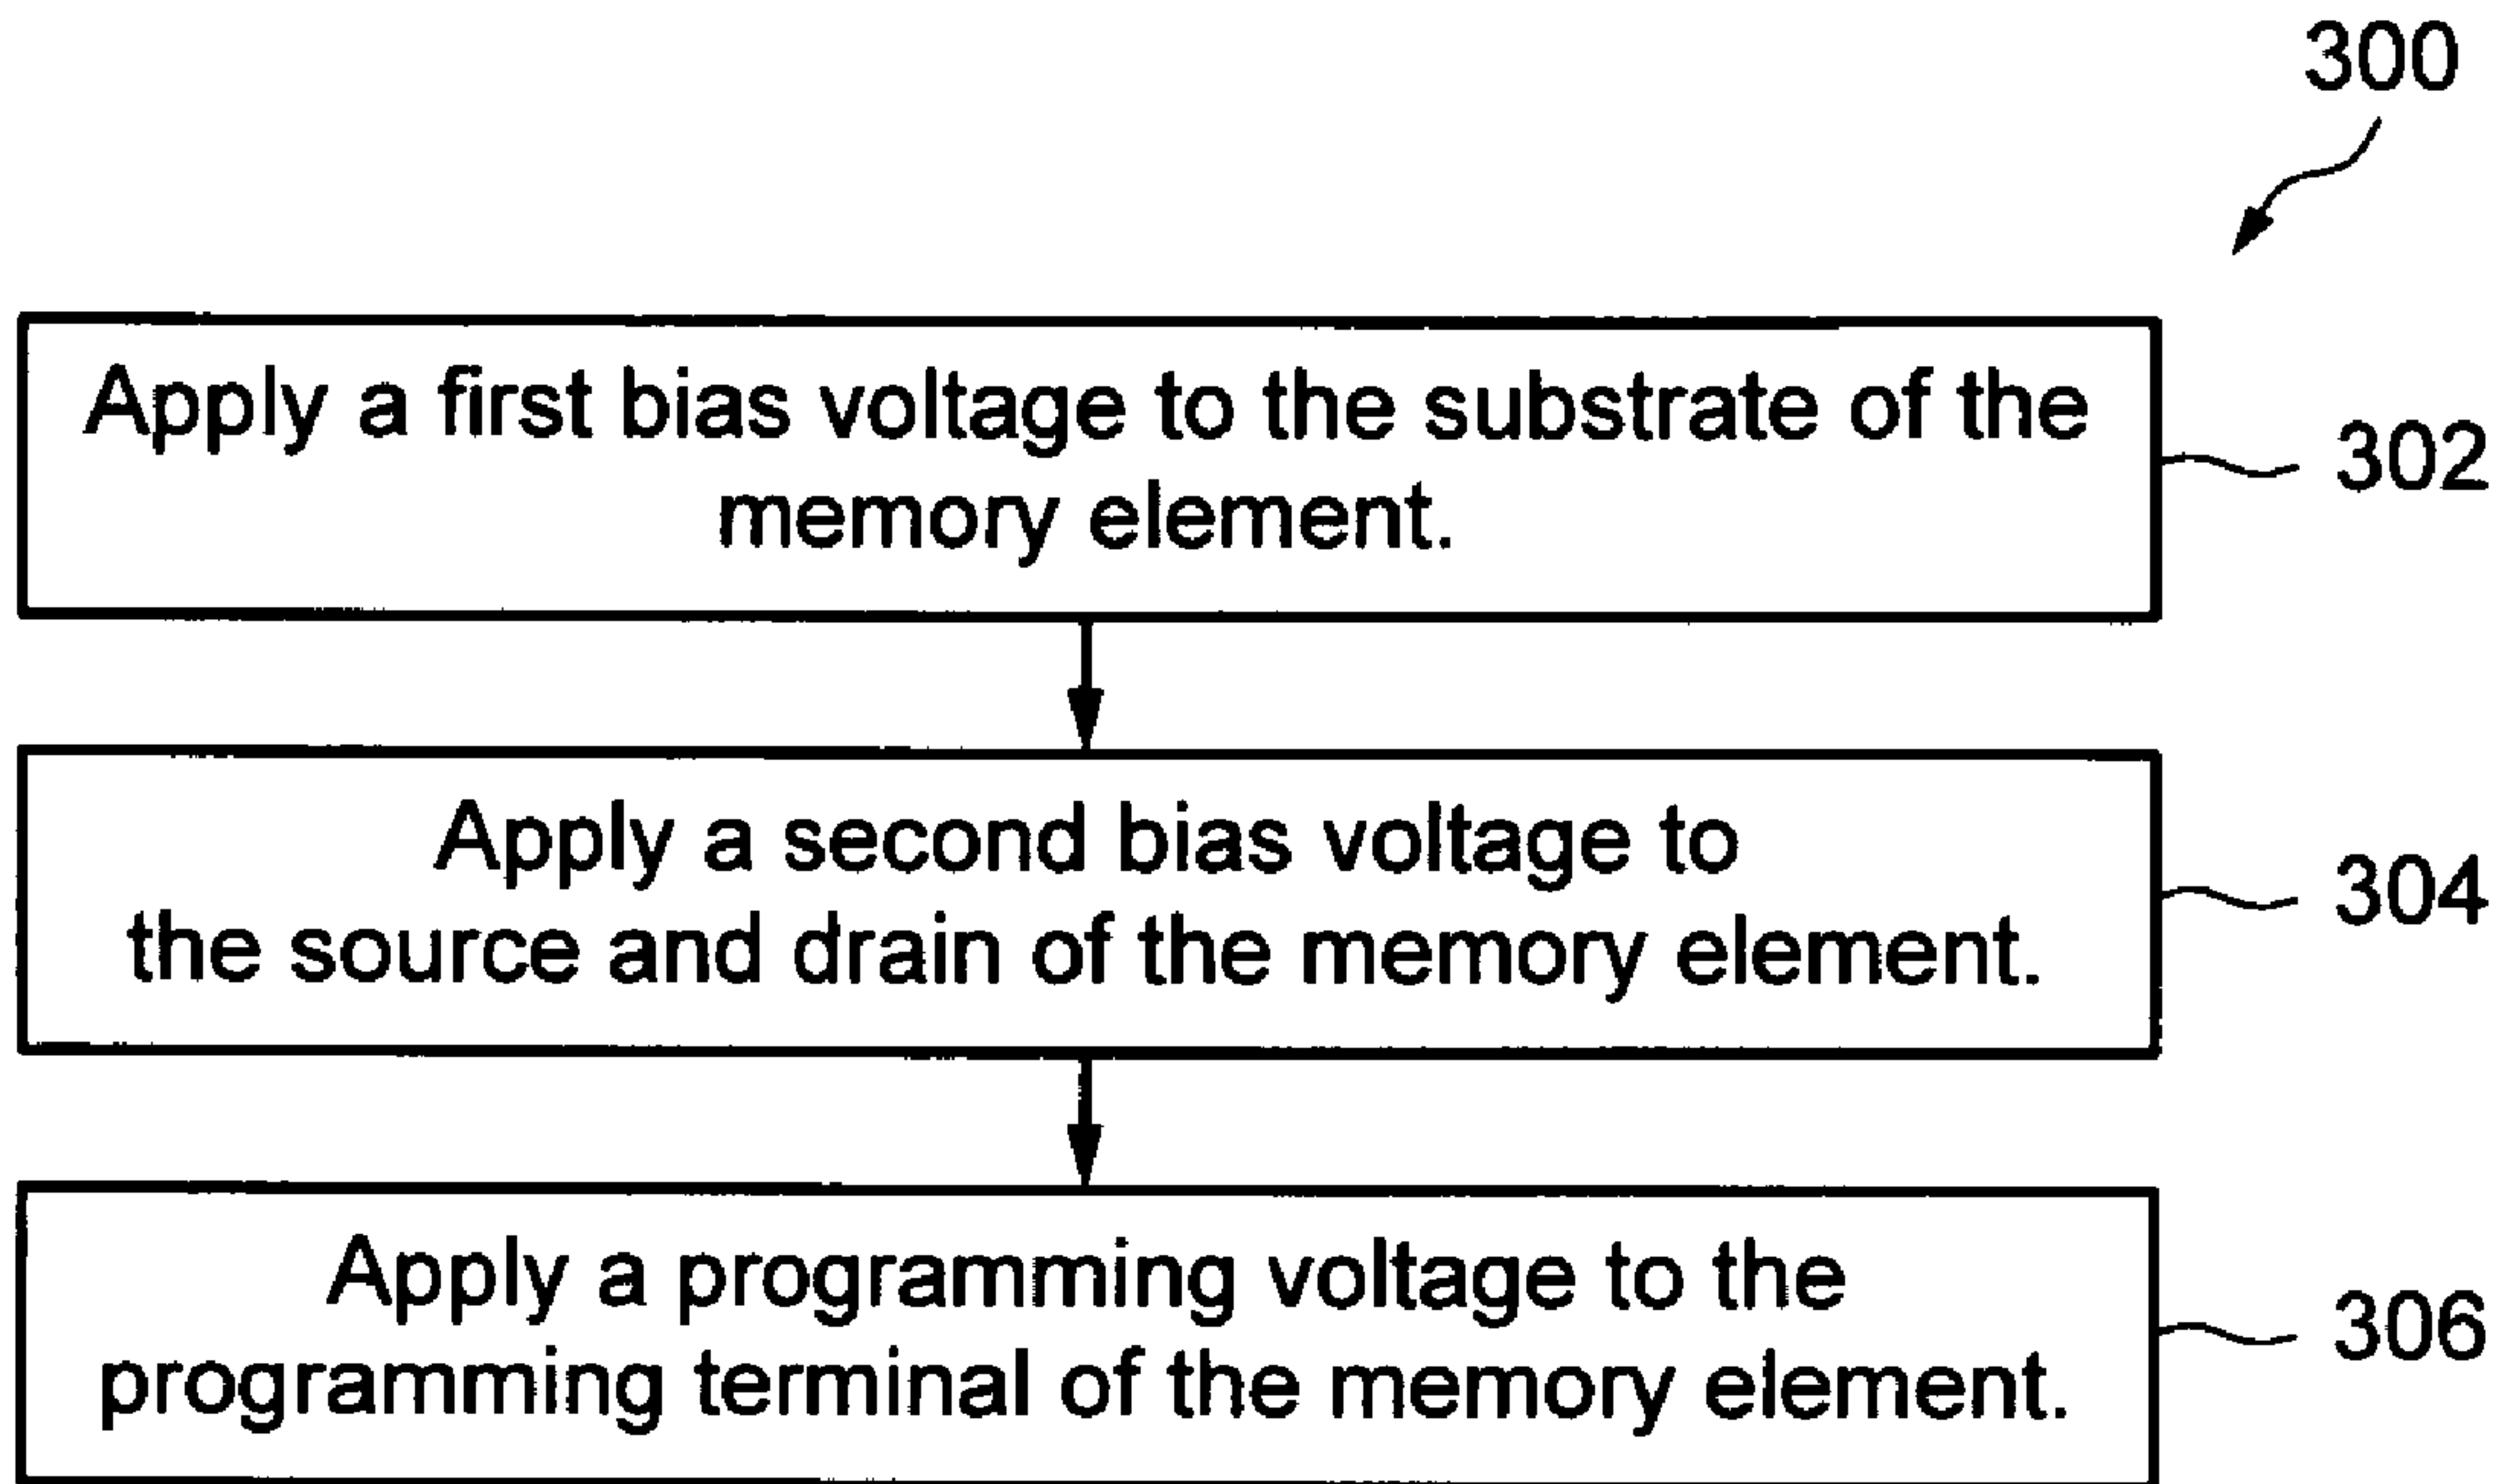 300
Apply a first bias voltage to the substrate of the
memory element.
302
Apply a second bias voltage to
the source and drain of the memory element.
304
Apply a programming voltage to the
programming terminal of the memory element.
306